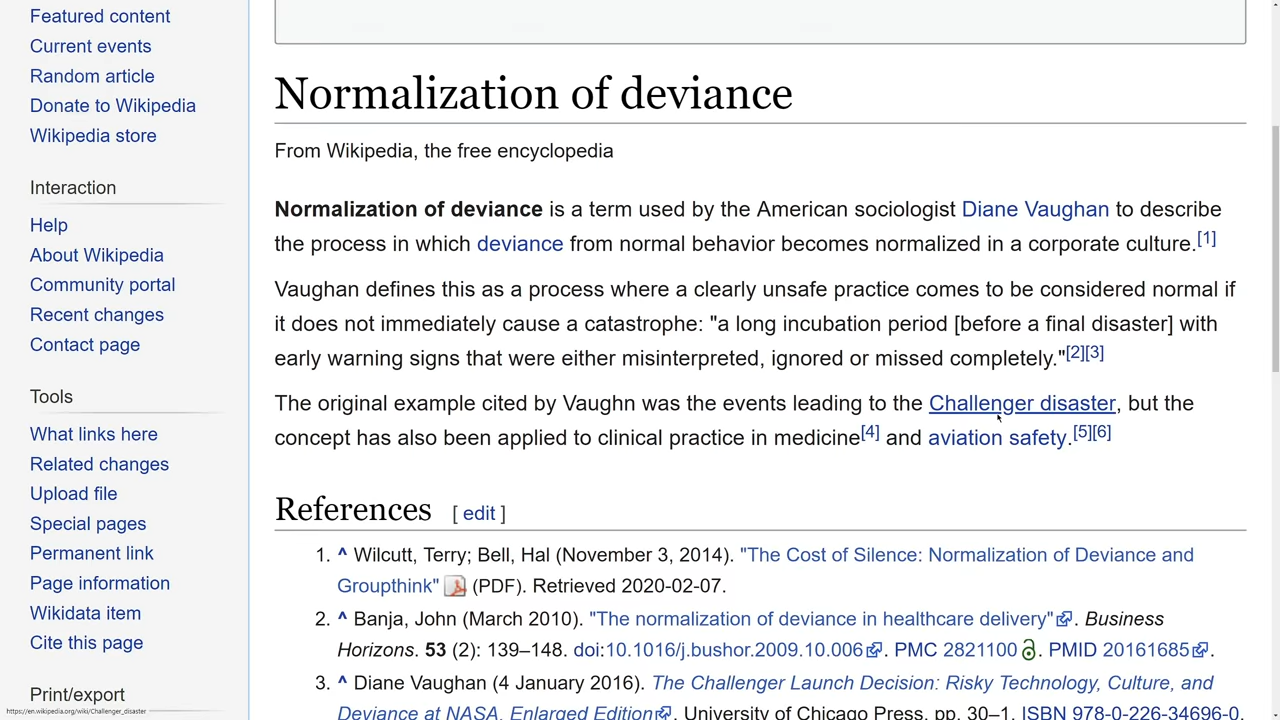 Featured content
Current events
Random article
Donate to Wikipedia
Wikipedia store
Interaction
Help
About Wikipedia
Community portal
Recent changes
Contact page
Tools
What links here
Related changes
Upload file
Special pages
Permanent link
Page information
Wikidata item
Cite this page
Print/export
Normalization of deviance
From Wikipedia, the free encyclopedia
Normalization of deviance is a term used by the American sociologist Diane Vaughan to describe
the process in which deviance from normal behavior becomes normalized in a corporate culture.[1]
Vaughan defines this as a process where a clearly unsafe practice comes to be considered normal if
it does not immediately cause a catastrophe: "a long incubation period [before a final disaster] with
early warning signs that were either misinterpreted, ignored or missed completely."[2][3]
The original example cited by Vaughn was the events leading to the Challenger disaster, but the
concept has also been applied to clinical practice in medicine[4] and aviation safety.[5][6]
References [ edit ]
1. ^ Wilcutt, Terry; Bell, Hal (November 3, 2014). "The Cost of Silence: Normalization of Deviance and
Groupthink" (PDF). Retrieved 2020-02-07.
2. ^ Banja, John (March 2010). "The normalization of deviance in healthcare delivery". Business
Horizons. 53 (2): 139–148. doi:10.1016/j.bushor.2009.10.006. PMC 2821100. PMID 20161685.
3. ^ Diane Vaughan (4 January 2016). The Challenger Launch Decision: Risky Technology, Culture, and
Deviance at NASA, Enlarged Edition. University of Chicago Press. pp. 30–1. ISBN 978-0-226-34696-0.
https://en.wikipedia.org/wiki/Challenger_disaster